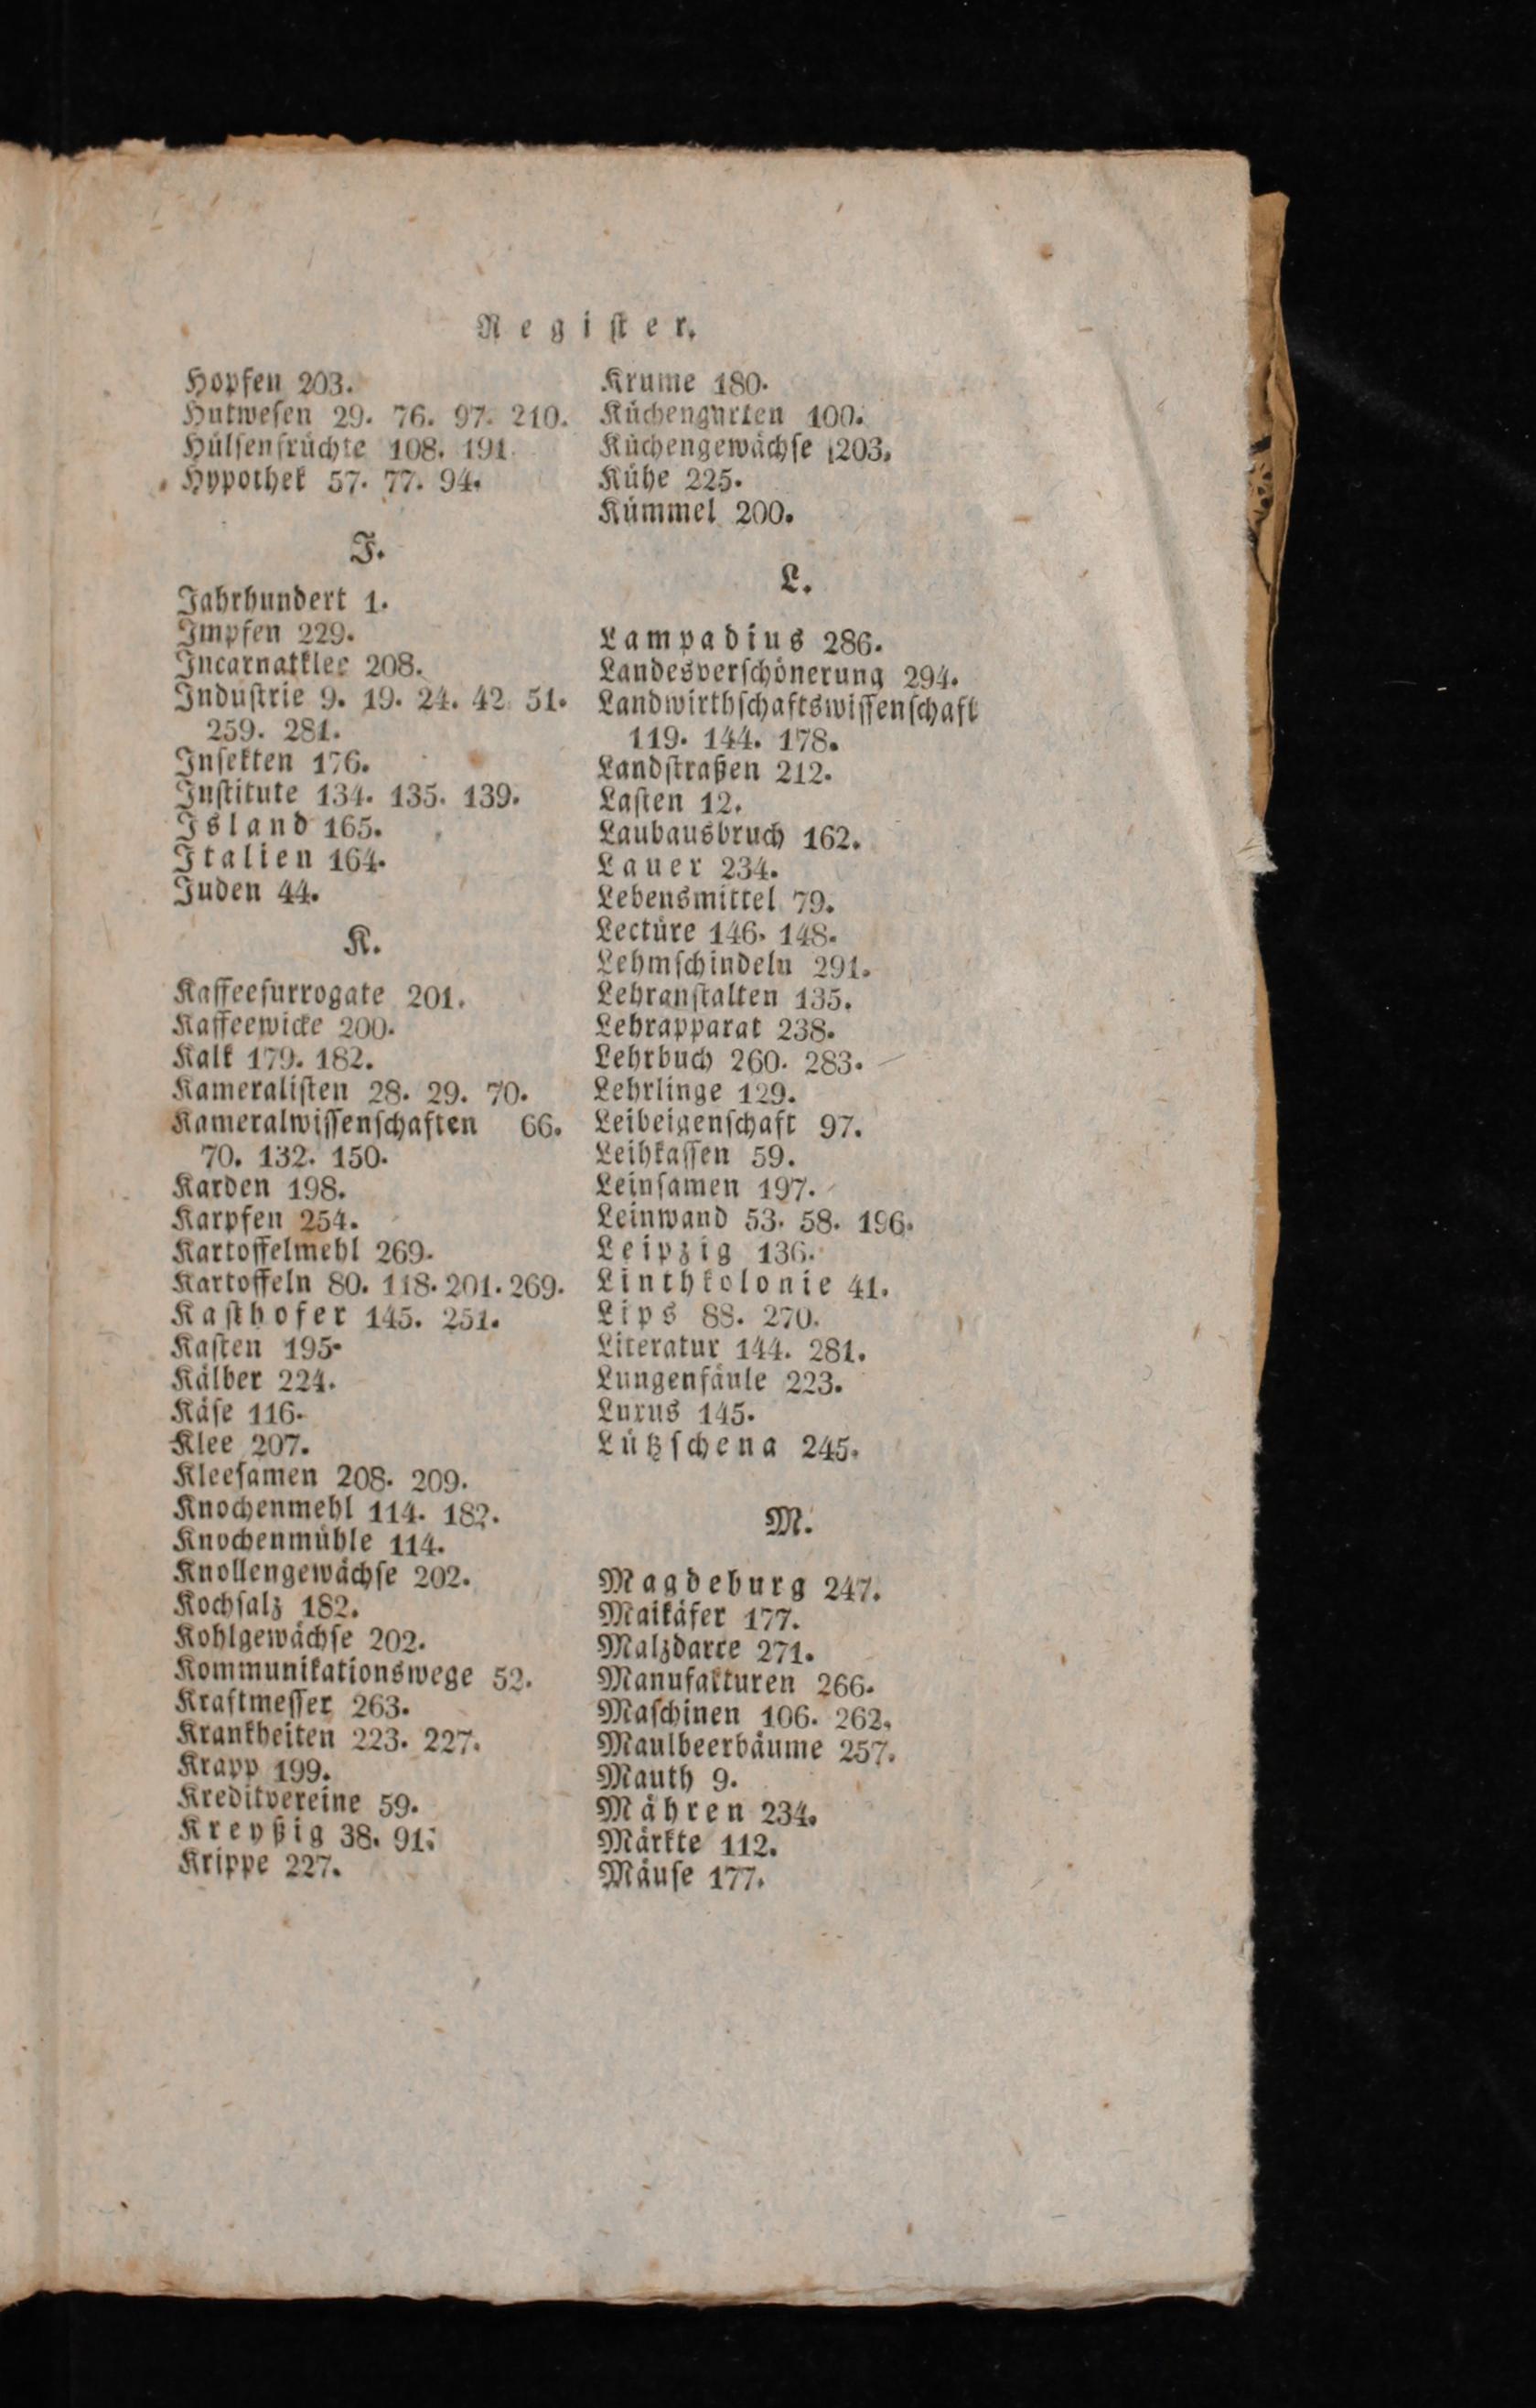 Register.
Hopfen 203.
Hutwesen 29. 76. 97. 210.
Hülsenfrüchte 108. 191.
Hypothek 57. 77. 94.
J.
Jahrhundert 1.
Impfen 229.
Incarnatklee 208.
Industrie 9. 19. 24. 42. 51.
259. 281.
Insekten 176.
Institute 134. 135. 139.
Island 165.
Italien 164.
Juden 44.
K.
Kaffeesurrogate 201.
Kaffeewicke 200.
Kalk 179. 182.
Kameralisten 28. 29. 70.
Kameralwissenschaften 66.
70. 132. 150.
Karden 198.
Karpfen 254.
Kartoffelmehl 269.
Kartoffeln 80. 118. 201. 269.
Kasthofer 145. 251.
Kasten 195.
Kälber 224.
Käse 116.
Klee 207.
Kleesamen 208. 209.
Knochenmehl 114. 182.
Knochenmühle 114.
Knollengewächse 202.
Kochsalz 182.
Kohlgewächse 202.
Kommunikationswege 52.
Kraftmesser 263.
Krankheiten 223. 227.
Krapp 199.
Kreditvereine 59.
Kreyßig 38. 91.
Krippe 227.
Krume 180.
Küchengarten 100.
Küchengewächse 203.
Kühe 225.
Kümmel 200.
L.
Lampadius 286.
Landesverschönerung 294.
Landwirthschaftswissenschaft
119. 144. 178.
Landstraßen 212.
Lasten 12.
Laubausbruch 162.
Lauer 234.
Lebensmittel 79.
Lectüre 146. 148.
Lehmschindeln 291.
Lehranstalten 135.
Lehrapparat 238.
Lehrbuch 260. 283.
Lehrlinge 129.
Leibeigenschaft 97.
Leihkassen 59.
Leinsamen 197.
Leinwand 53. 58. 196.
Leipzig 136.
Linthkolonie 41.
Lips 88. 270.
Literatur 144. 281.
Lungenfäule 223.
Luxus 145.
Lützschena 245.
M.
Magdeburg 247.
Maikäfer 177.
Malzdarre 271.
Manufakturen 266.
Maschinen 106. 262.
Maulbeerbäume 257.
Mauth 9.
Mähren 234.
Märkte 112.
Mäuse 177.